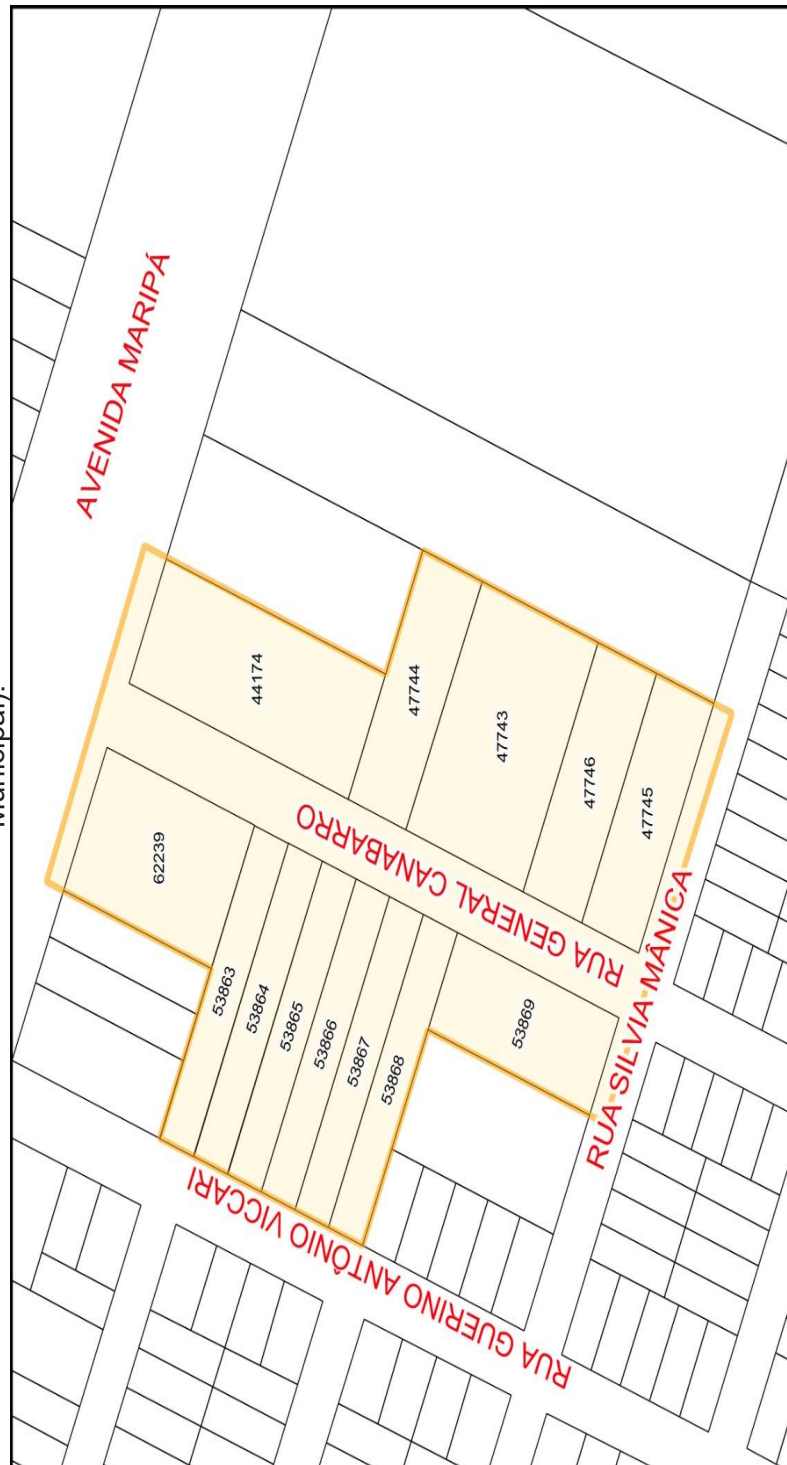 Municipal).
AVENIDA MARIPÁ
44174
47744
47743
47746
47745
62239
RUA GENERAL CANABARRO
53863
53864
53865
53866
53867
53868
53869
RUA SILVIA MÂNICA
RUA GUERINO ANTÔNIO VICCARI